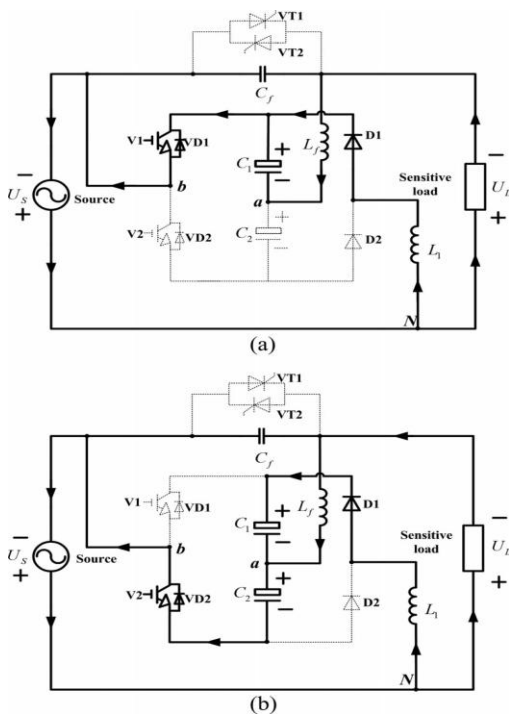 VT1
VT2
C_f
V1
VD1
C_1
+
−
L_f
D1
−
U_S
+
Source
b
a
Sensitive
load
−
U_L
+
V2
VD2
C_2
+
−
D2
L_1
N
(a)
VT1
VT2
C_f
V1
VD1
C_1
+
−
L_f
D1
−
U_S
+
Source
b
a
Sensitive
load
−
U_L
+
V2
VD2
C_2
+
−
D2
L_1
N
(b)